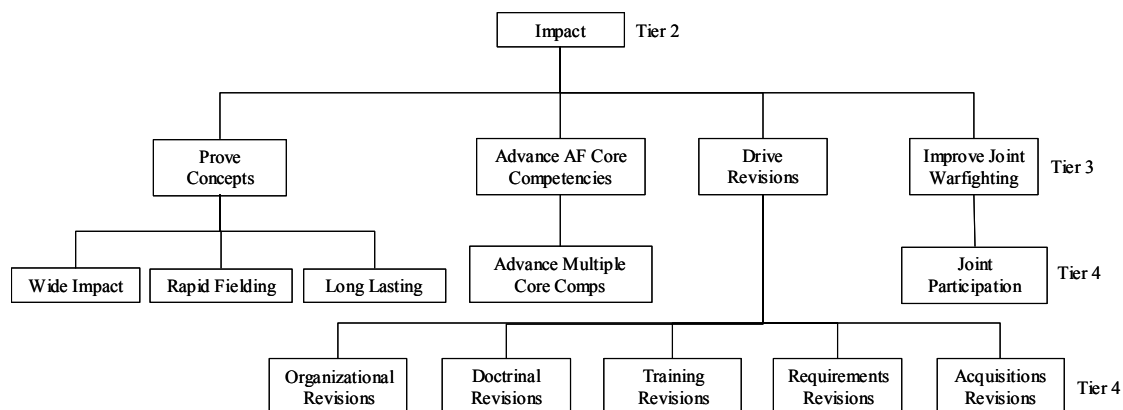 Impact
Tier 2
Prove
Concepts
Advance AF Core
Competencies
Drive
Revisions
Improve Joint
Warfighting
Tier 3
Wide Impact
Rapid Fielding
Long Lasting
Advance Multiple
Core Comps
Joint
Participation
Tier 4
Organizational
Revisions
Doctrinal
Revisions
Training
Revisions
Requirements
Revisions
Acquisitions
Revisions
Tier 4